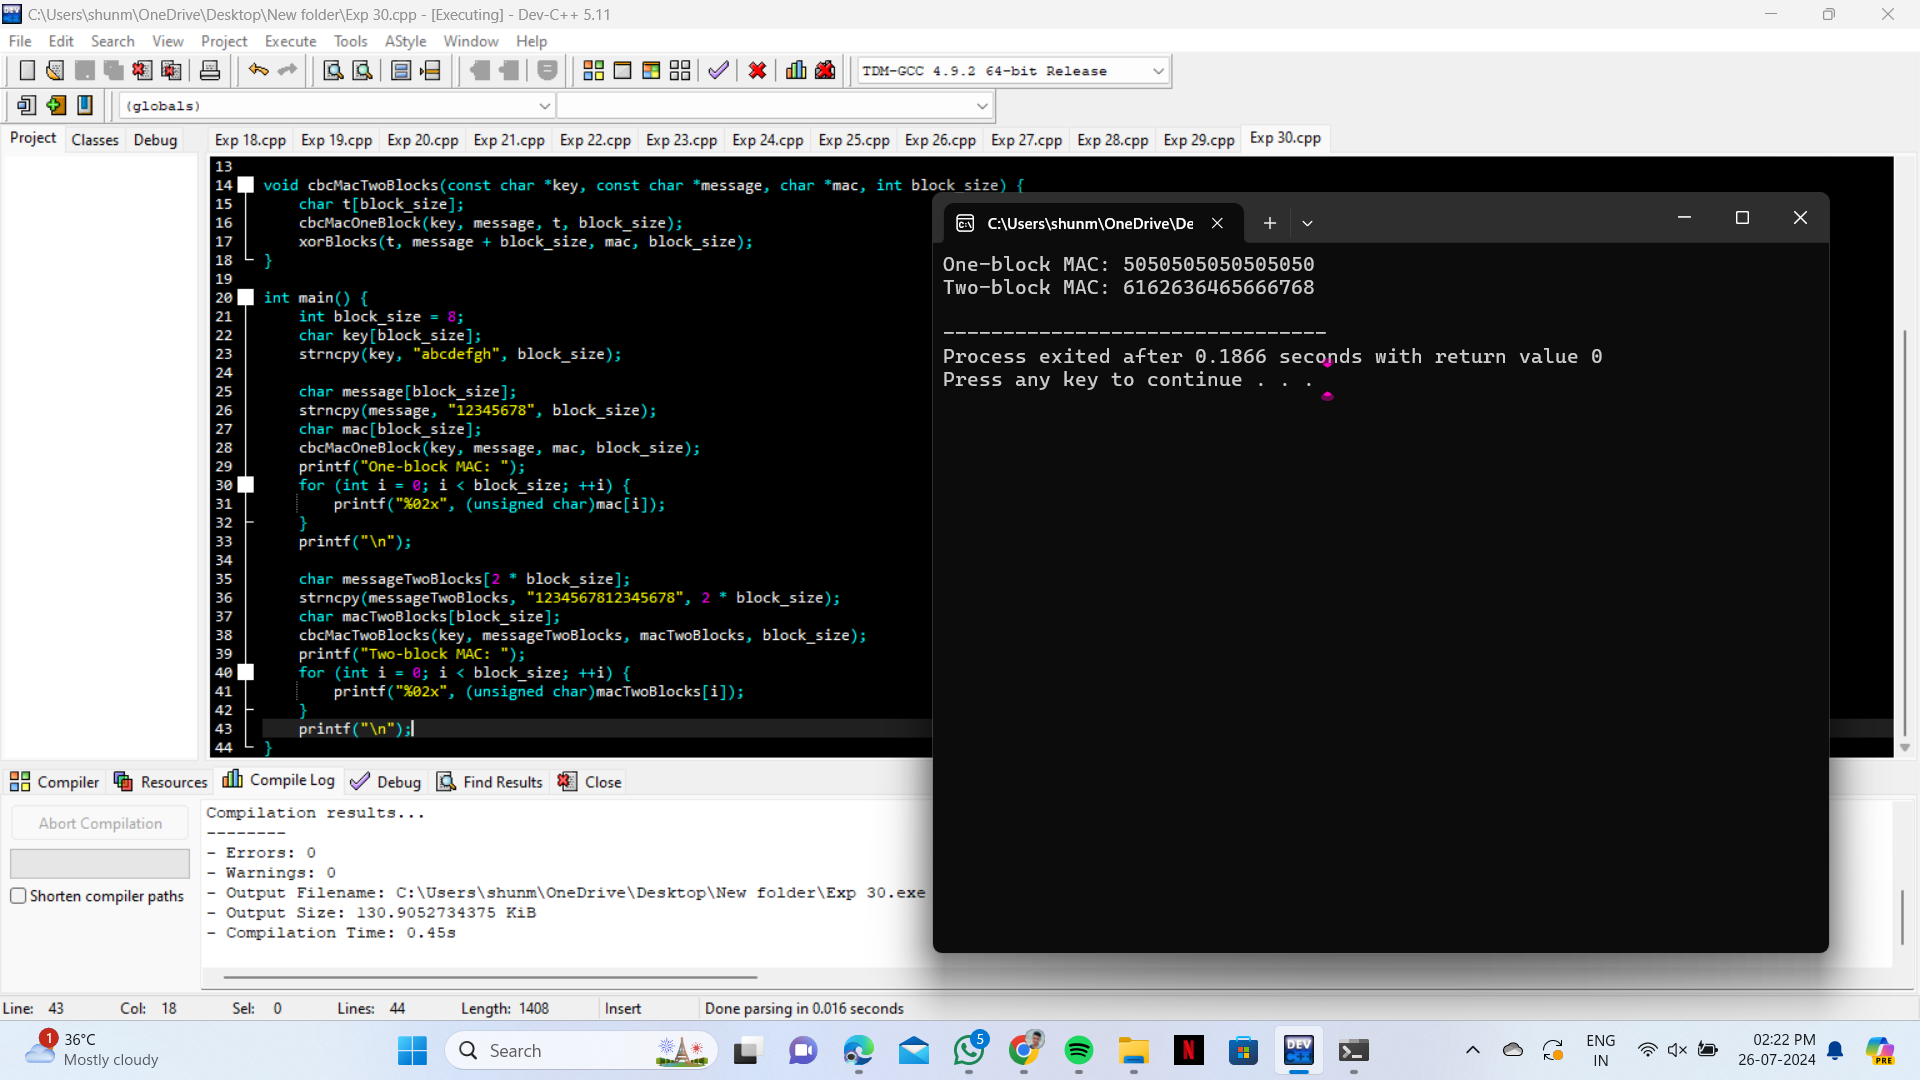 C:\Users\shunm\OneDrive\Desktop\New folder\Exp 30.cpp - [Executing] - Dev-C++ 5.11
File Edit Search View Project Execute Tools AStyle Window Help
TDM-GCC 4.9.2 64-bit Release
(globals)
Project Classes Debug
Exp 18.cpp Exp 19.cpp Exp 20.cpp Exp 21.cpp Exp 22.cpp Exp 23.cpp Exp 24.cpp Exp 25.cpp Exp 26.cpp Exp 27.cpp Exp 28.cpp Exp 29.cpp Exp 30.cpp
13
14 void cbcMacTwoBlocks(const char *key, const char *message, char *mac, int block_size) {
15 char t[block_size];
16 cbcMacOneBlock(key, message, t, block_size);
17 xorBlocks(t, message + block_size, mac, block_size);
18 }
19
20 int main() {
21 int block_size = 8;
22 char key[block_size];
23 strncpy(key, "abcdefgh", block_size);
24
25 char message[block_size];
26 strncpy(message, "12345678", block_size);
27 char mac[block_size];
28 cbcMacOneBlock(key, message, mac, block_size);
29 printf("One-block MAC: ");
30 for (int i = 0; i < block_size; ++i) {
31 printf("%02x", (unsigned char)mac[i]);
32 }
33 printf("\n");
34
35 char messageTwoBlocks[2 * block_size];
36 strncpy(messageTwoBlocks, "1234567812345678", 2 * block_size);
37 char macTwoBlocks[block_size];
38 cbcMacTwoBlocks(key, messageTwoBlocks, macTwoBlocks, block_size);
39 printf("Two-block MAC: ");
40 for (int i = 0; i < block_size; ++i) {
41 printf("%02x", (unsigned char)macTwoBlocks[i]);
42 }
43 printf("\n");
44 }
C:\Users\shunm\OneDrive\De
One-block MAC: 5050505050505050
Two-block MAC: 6162636465666768
--------------------------------
Process exited after 0.1866 seconds with return value 0
Press any key to continue . . .
Compiler Resources Compile Log Debug Find Results Close
Abort Compilation
Shorten compiler paths
Compilation results...
--------
- Errors: 0
- Warnings: 0
- Output Filename: C:\Users\shunm\OneDrive\Desktop\New folder\Exp 30.exe
- Output Size: 130.9052734375 KiB
- Compilation Time: 0.45s
Line: 43 Col: 18 Sel: 0 Lines: 44 Length: 1408 Insert Done parsing in 0.016 seconds
1
36°C
Mostly cloudy
Search
5
N
DEV
C++
ENG
IN
02:22 PM
26-07-2024
PRE